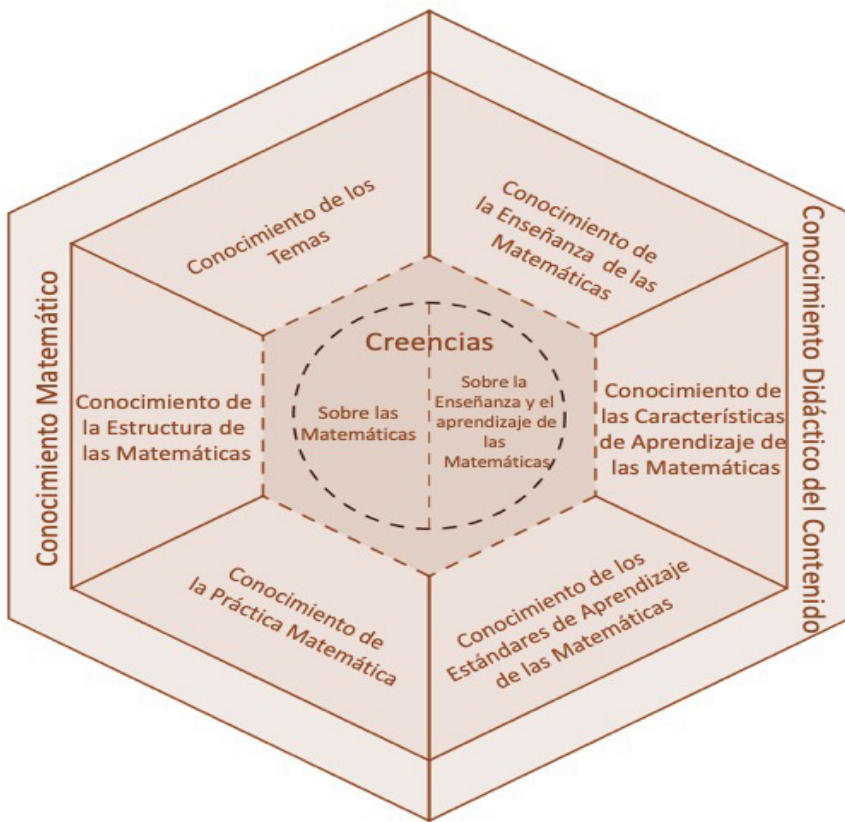 Conocimiento Matemático
Conocimiento de los
Temas
Conocimiento de
la Enseñanza de las
Matemáticas
Conocimiento Didáctico del Contenido
Creencias
Sobre las
Matemáticas
Sobre la
Enseñanza y el
aprendizaje de
las
Matemáticas
Conocimiento de
la Estructura de
las Matemáticas
Conocimiento de
las Características
de Aprendizaje de
las Matemáticas
Conocimiento de
la Práctica Matemática
Conocimiento de los
Estándares de Aprendizaje
de las Matemáticas